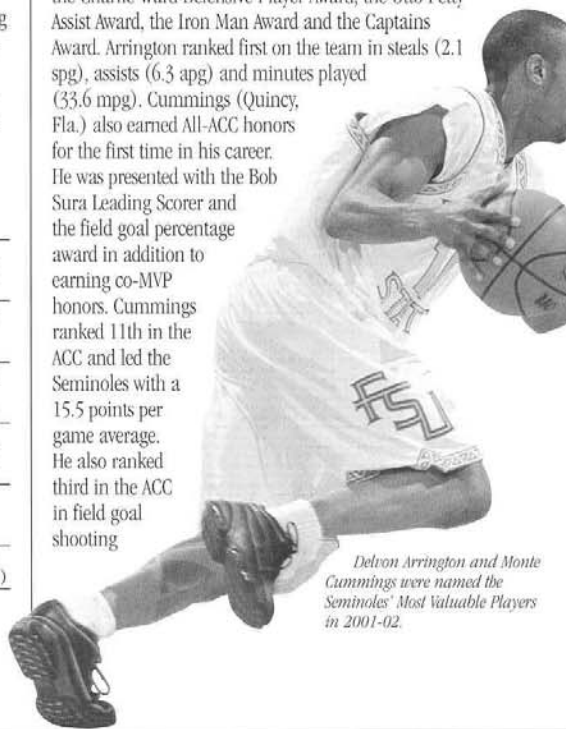 Assist Award, the Iron Man Award and the Captains
Award. Arrington ranked first on the team in steals (2.1
spg), assists (6.3 apg) and minutes played
(33.6 mpg). Cummings (Quincy,
Fla.) also earned All-ACC honors
for the first time in his career.
He was presented with the Bob
Sura Leading Scorer and
the field goal percentage
award in addition to
earning co-MVP
honors. Cummings
ranked 11th in the
ACC and led the
Seminoles with a
15.5 points per
game average.
He also ranked
third in the ACC
in field goal
shooting
FSU
Delvon Arrington and Monte
Cummings were named the
Seminoles' Most Valuable Players
in 2001-02.